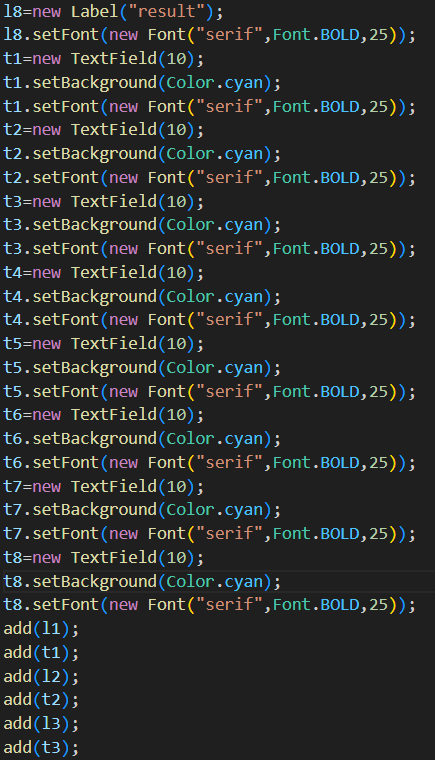 l8=new Label("result");
l8.setFont(new Font("serif",Font.BOLD,25));
t1=new TextField(10);
t1.setBackground(Color.cyan);
t1.setFont(new Font("serif",Font.BOLD,25));
t2=new TextField(10);
t2.setBackground(Color.cyan);
t2.setFont(new Font("serif",Font.BOLD,25));
t3=new TextField(10);
t3.setBackground(Color.cyan);
t3.setFont(new Font("serif",Font.BOLD,25));
t4=new TextField(10);
t4.setBackground(Color.cyan);
t4.setFont(new Font("serif",Font.BOLD,25));
t5=new TextField(10);
t5.setBackground(Color.cyan);
t5.setFont(new Font("serif",Font.BOLD,25));
t6=new TextField(10);
t6.setBackground(Color.cyan);
t6.setFont(new Font("serif",Font.BOLD,25));
t7=new TextField(10);
t7.setBackground(Color.cyan);
t7.setFont(new Font("serif",Font.BOLD,25));
t8=new TextField(10);
t8.setBackground(Color.cyan);
t8.setFont(new Font("serif",Font.BOLD,25));
add(l1);
add(t1);
add(l2);
add(t2);
add(l3);
add(t3);